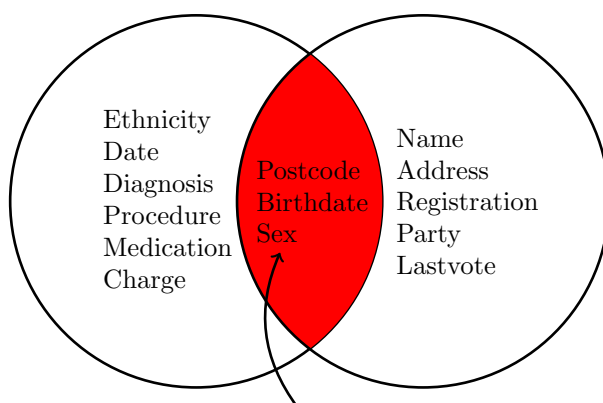 Ethnicity
Date
Diagnosis
Procedure
Medication
Charge
Postcode
Birthdate
Sex
Name
Address
Registration
Party
Lastvote